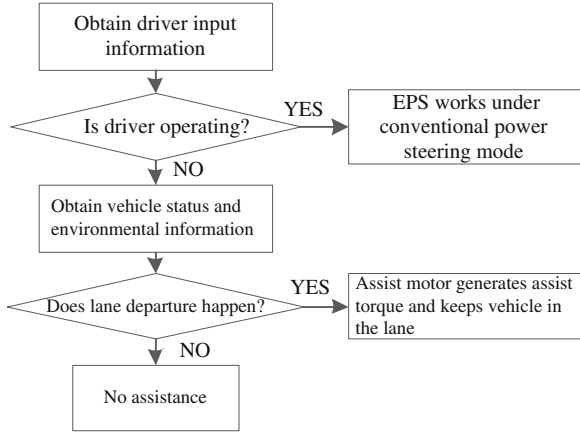 Obtain driver input
information
Is driver operating?
YES
EPS works under
conventional power
steering mode
NO
Obtain vehicle status and
environmental information
Does lane departure happen?
YES
Assist motor generates assist
torque and keeps vehicle in
the lane
NO
No assistance